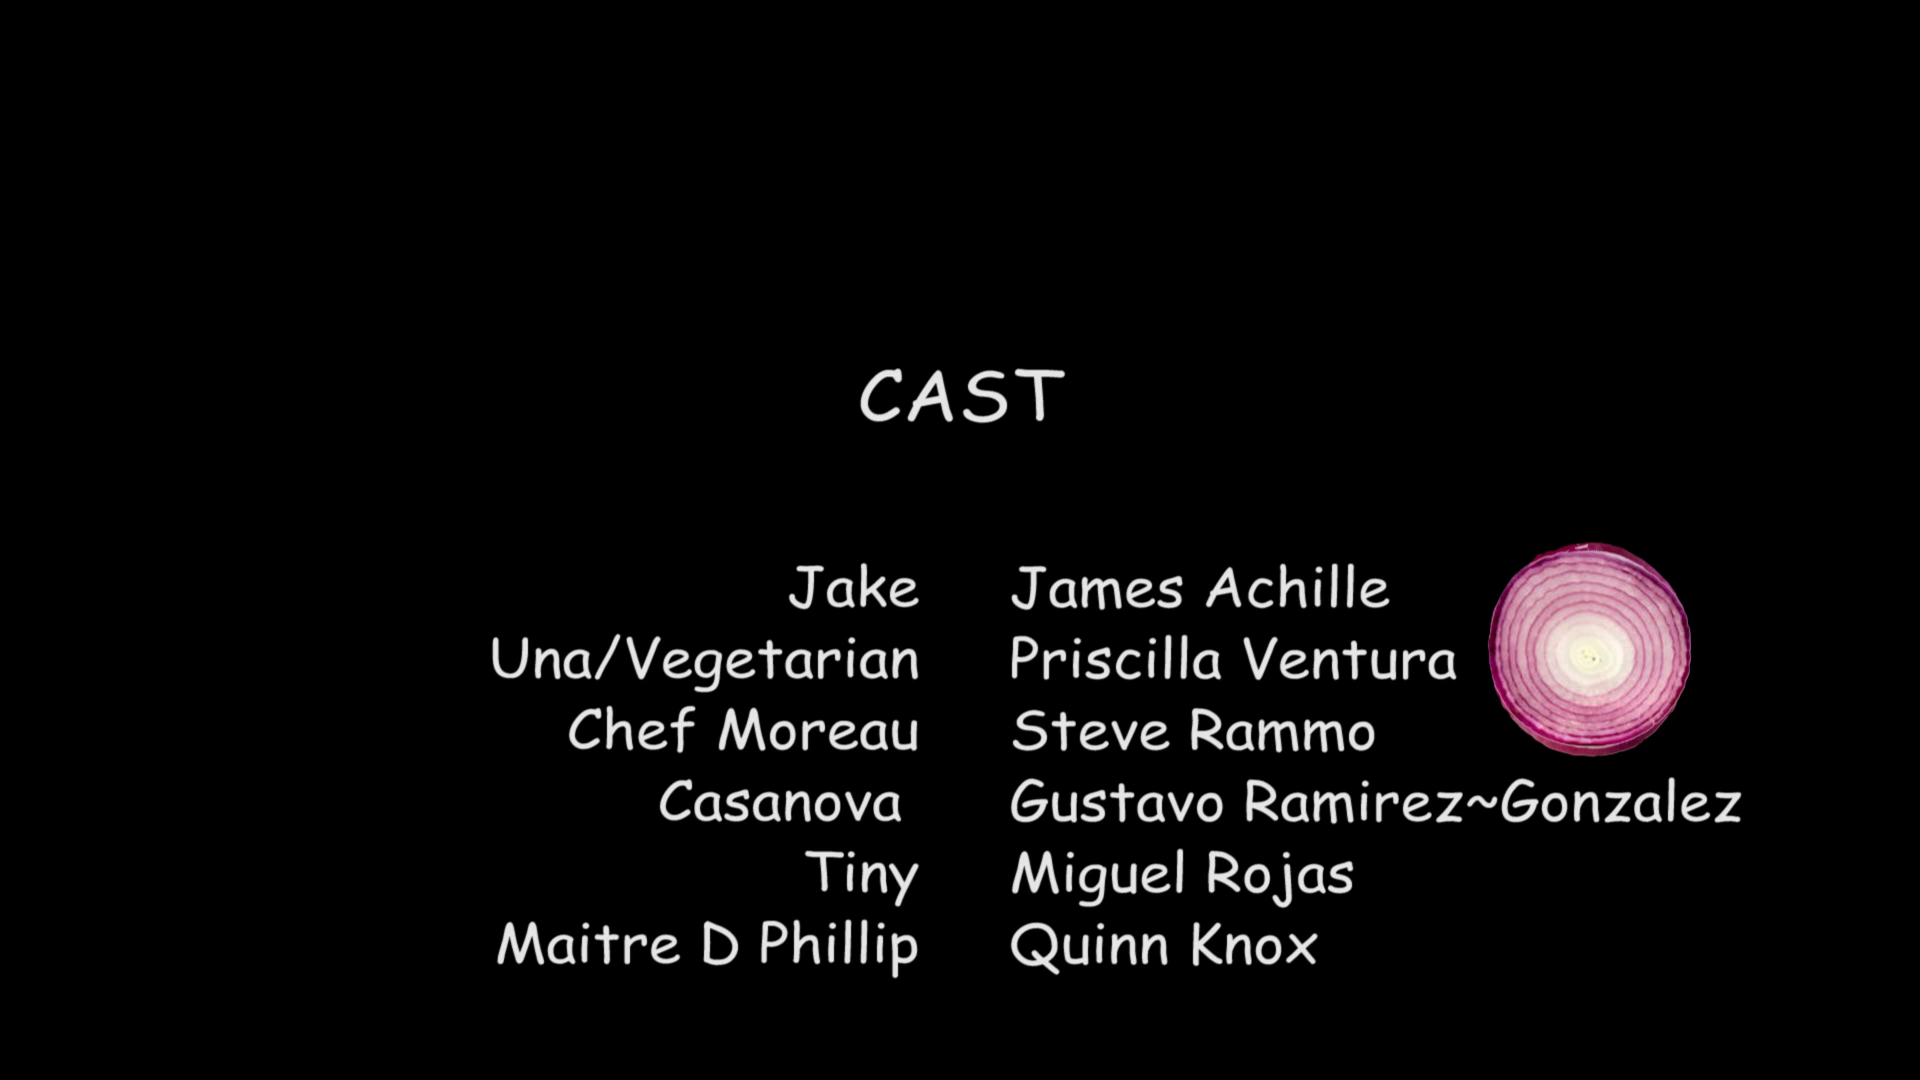 CAST
Jake James Achille
Una/Vegetarian Priscilla Ventura
Chef Moreau Steve Rammo
Casanova Gustavo Ramirez~Gonzalez
Tiny Miguel Rojas
Maitre D Phillip Quinn Knox